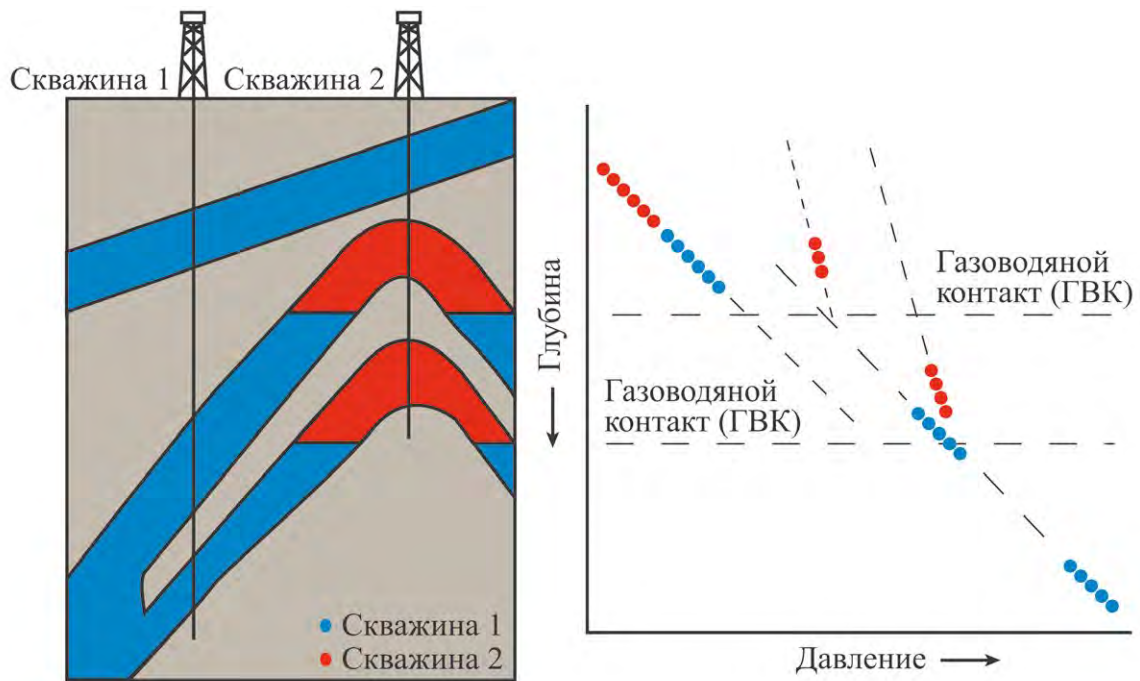 Скважина 1
Скважина 2
Скважина 1
Скважина 2
Глубина
Газоводяной
контакт (ГВК)
Газоводяной
контакт (ГВК)
Давление